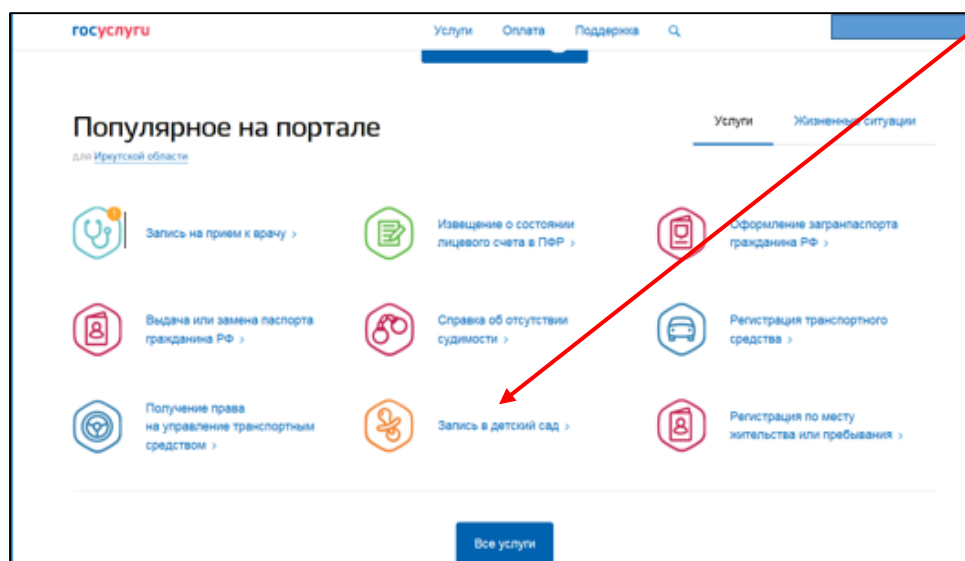 госуслуги
Услуги Оплата Поддержка
Популярное на портале
Услуги Жизненные ситуации
для Иркутской области
Запись на прием к врачу >
Извещение о состоянии
лицевого счета в ПФР >
Оформление загранпаспорта
гражданина РФ >
Выдача или замена паспорта
гражданина РФ >
Справка об отсутствии
судимости >
Регистрация транспортного
средства >
Получение права
на управление транспортным
средством >
Запись в детский сад >
Регистрация по месту
жительства или пребывания >
Все услуги